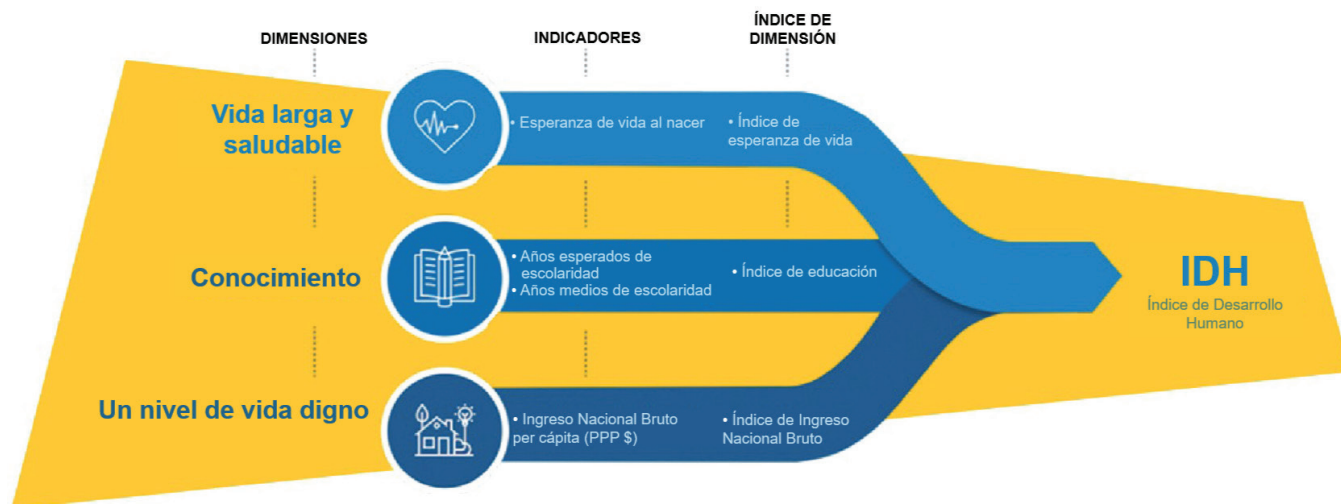 DIMENSIONES
INDICADORES
ÍNDICE DE
DIMENSIÓN
Vida larga y
saludable
• Esperanza de vida al nacer
• Índice de
esperanza de vida
Conocimiento
• Años esperados de
escolaridad
• Años medios de escolaridad
• Índice de educación
Un nivel de vida digno
• Ingreso Nacional Bruto
per cápita (PPP $)
• Índice de Ingreso
Nacional Bruto
IDH
Índice de Desarrollo
Humano